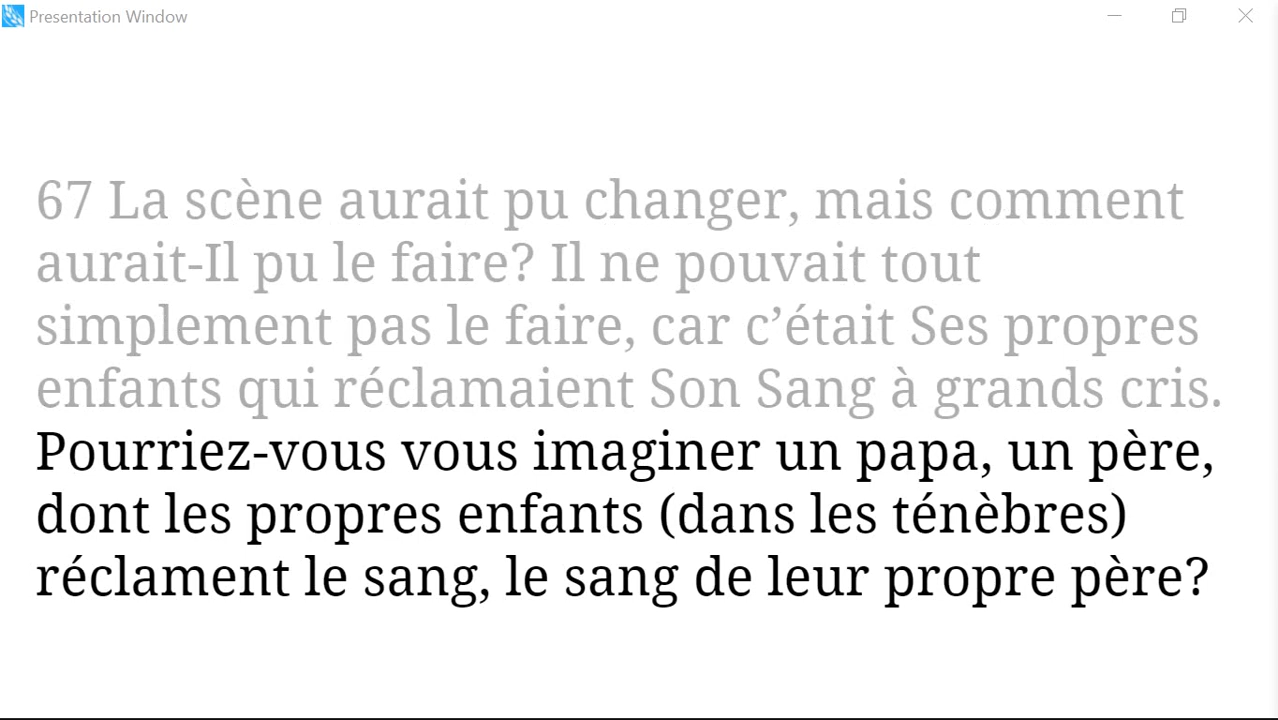 Presentation Window
67 La scène aurait pu changer, mais comment
aurait-Il pu le faire? Il ne pouvait tout
simplement pas le faire, car c’était Ses propres
enfants qui réclamaient Son Sang à grands cris.
Pourriez-vous vous imaginer un papa, un père,
dont les propres enfants (dans les ténèbres)
réclament le sang, le sang de leur propre père?